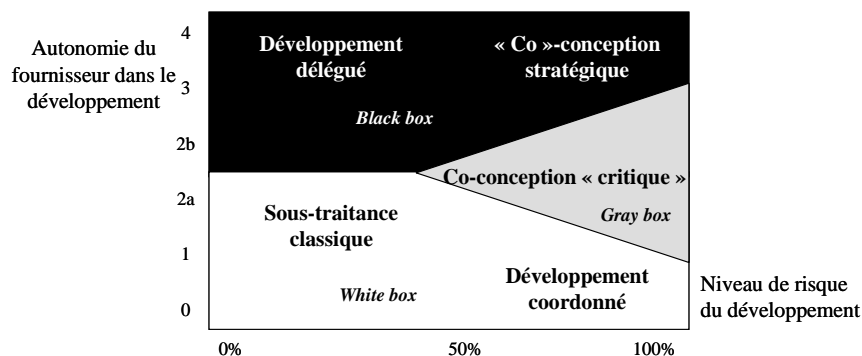 Autonomie du
fournisseur dans le
développement
4
3
2b
2a
1
0
Développement
délégué
« Co »-conception
stratégique
Black box
Co-conception « critique »
Gray box
Sous-traitance
classique
White box
Développement
coordonné
Niveau de risque
du développement
0%
50%
100%